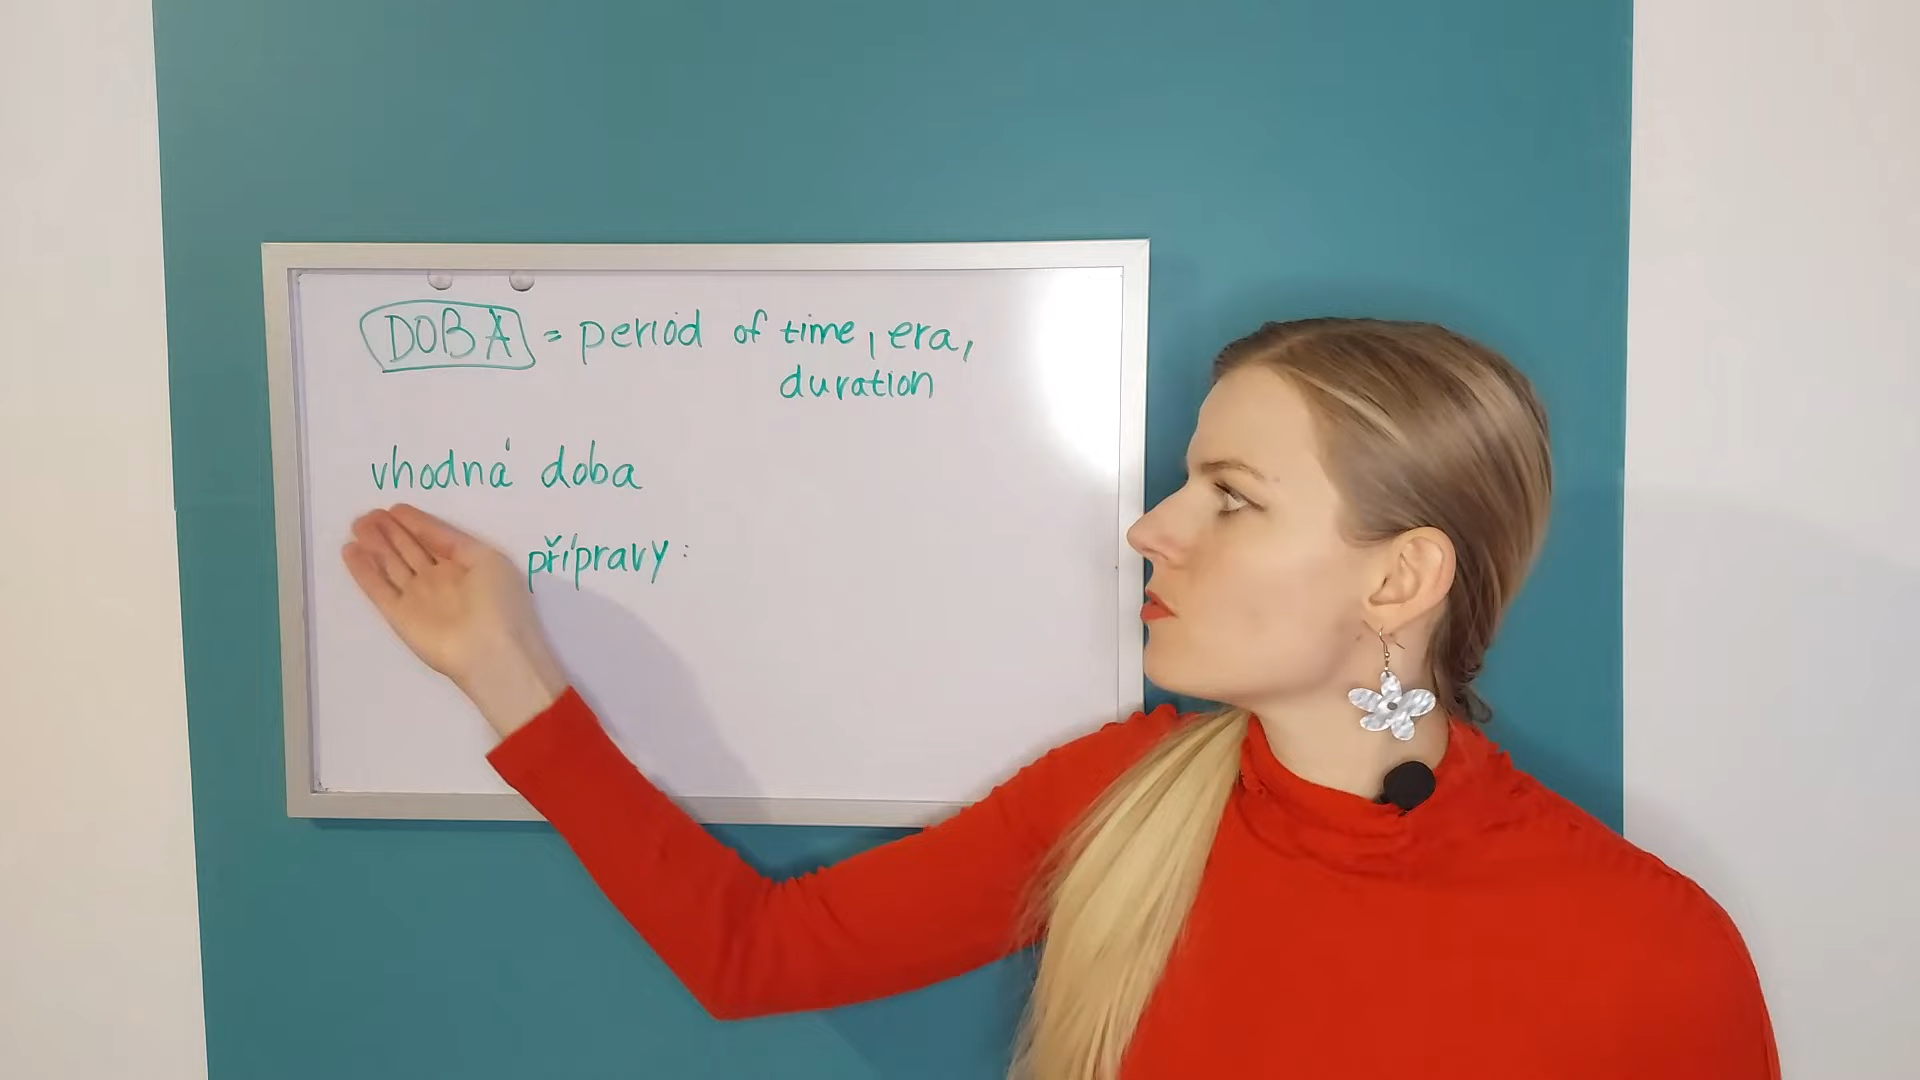 DOBA = period of time, era,
duration
vhodná doba
přípravy: